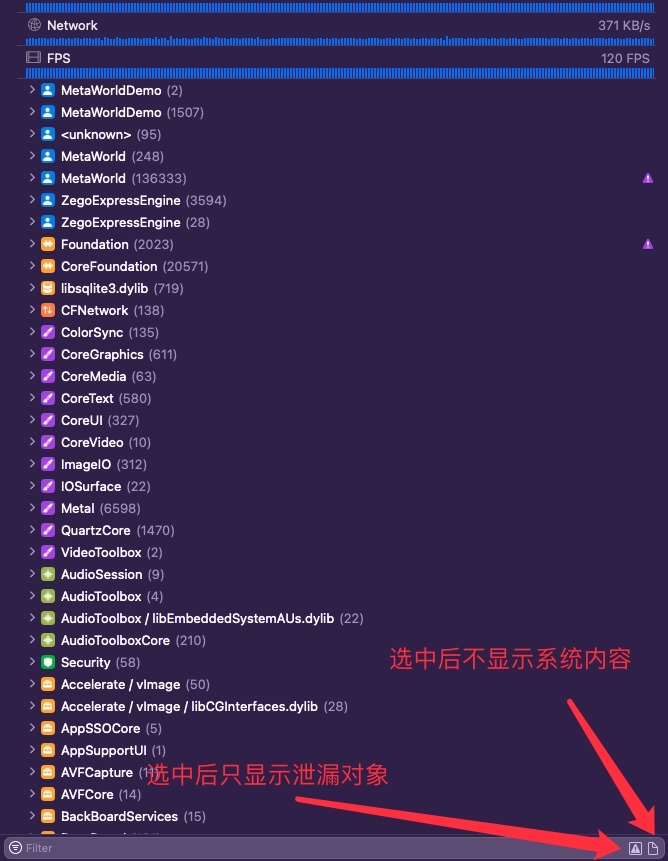 Network 371 KB/s
FPS 120 FPS
MetaWorldDemo (2)
MetaWorldDemo (1507)
<unknown> (95)
MetaWorld (248)
MetaWorld (136333)
ZegoExpressEngine (3594)
ZegoExpressEngine (28)
Foundation (2023)
CoreFoundation (20571)
libsqlite3.dylib (719)
CFNetwork (138)
ColorSync (135)
CoreGraphics (611)
CoreMedia (63)
CoreText (580)
CoreUI (327)
CoreVideo (10)
ImageIO (312)
IOSurface (22)
Metal (6598)
QuartzCore (1470)
VideoToolbox (2)
AudioSession (9)
AudioToolbox (4)
AudioToolbox / libEmbeddedSystemAUs.dylib (22)
AudioToolboxCore (210)
选中后不显示系统内容
Security (58)
Accelerate / vImage (50)
Accelerate / vImage / libCGInterfaces.dylib (28)
AppSSOCore (5)
AppSupportUI (1)
AVFCapture
选中后只显示泄漏对象
AVFCore (14)
BackBoardServices (15)
Filter